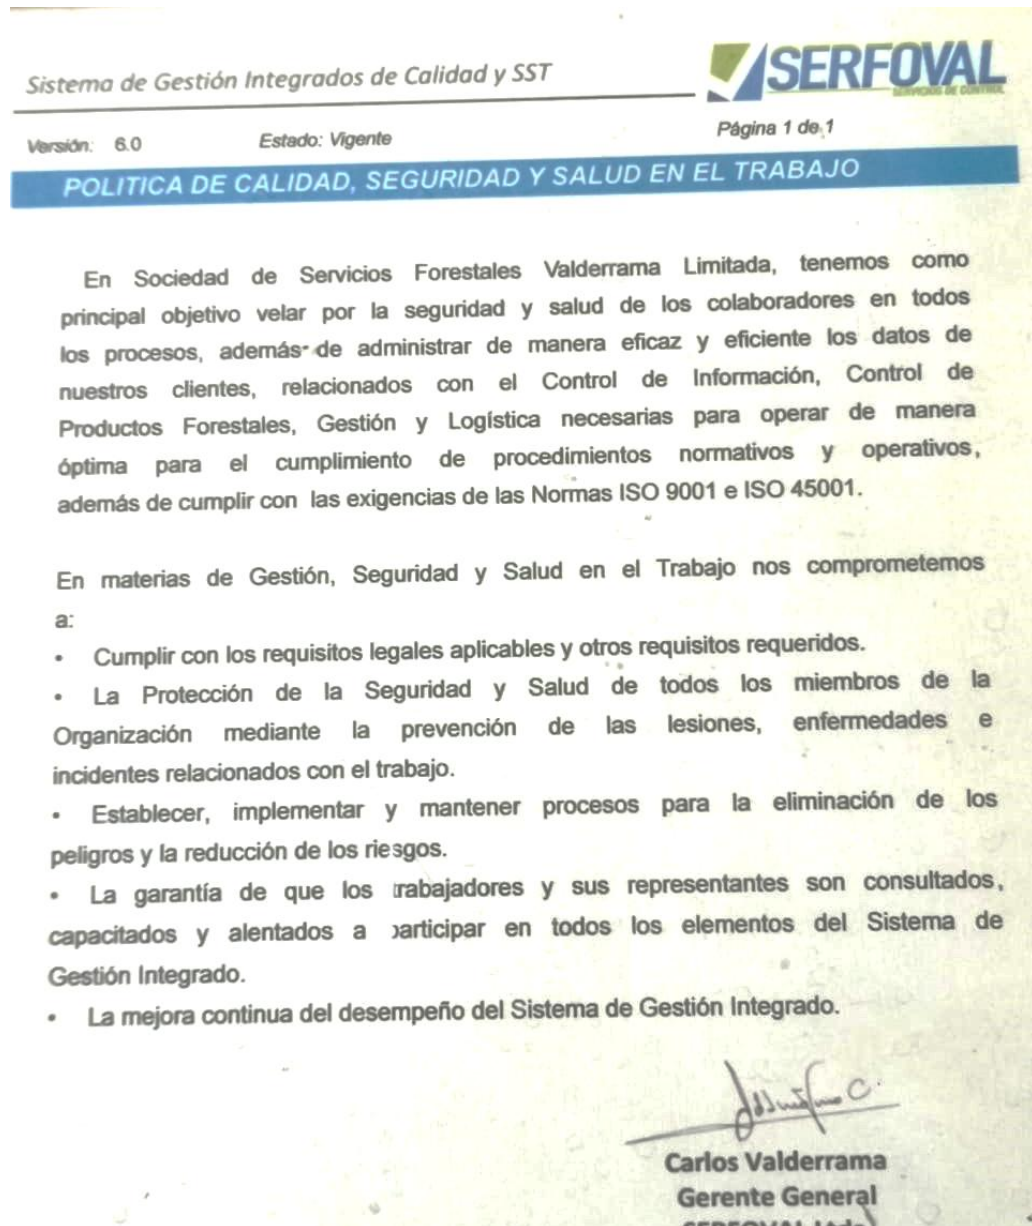 Sistema de Gestión Integrados de Calidad y SST
SERFOVAL
SERVICIOS DE CONTROL
Versión: 6.0 Estado: Vigente Página 1 de 1
POLITICA DE CALIDAD, SEGURIDAD Y SALUD EN EL TRABAJO
En Sociedad de Servicios Forestales Valderrama Limitada, tenemos como
principal objetivo velar por la seguridad y salud de los colaboradores en todos
los procesos, además de administrar de manera eficaz y eficiente los datos de
nuestros clientes, relacionados con el Control de Información, Control de
Productos Forestales, Gestión y Logística necesarias para operar de manera
óptima para el cumplimiento de procedimientos normativos y operativos,
además de cumplir con las exigencias de las Normas ISO 9001 e ISO 45001.
En materias de Gestión, Seguridad y Salud en el Trabajo nos comprometemos
a:
• Cumplir con los requisitos legales aplicables y otros requisitos requeridos.
• La Protección de la Seguridad y Salud de todos los miembros de la
Organización mediante la prevención de las lesiones, enfermedades e
incidentes relacionados con el trabajo.
• Establecer, implementar y mantener procesos para la eliminación de los
peligros y la reducción de los riesgos.
• La garantía de que los trabajadores y sus representantes son consultados,
capacitados y alentados a participar en todos los elementos del Sistema de
Gestión Integrado.
• La mejora continua del desempeño del Sistema de Gestión Integrado.
Carlos Valderrama
Gerente General
SERFOVAL Ltda